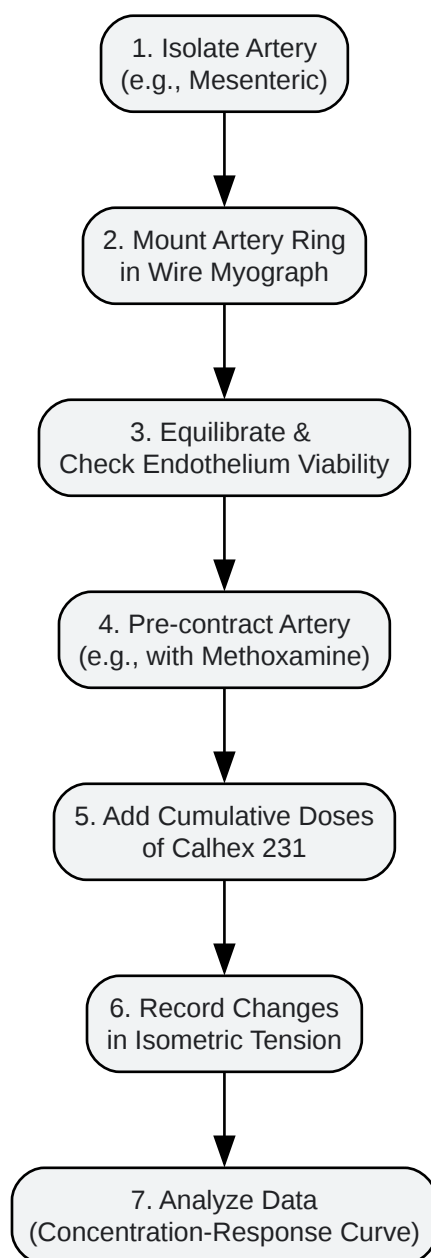 1. Isolate Artery
(e.g., Mesenteric)
2. Mount Artery Ring
in Wire Myograph
3. Equilibrate &
Check Endothelium Viability
4. Pre-contract Artery
(e.g., with Methoxamine)
5. Add Cumulative Doses
of Calhex 231
6. Record Changes
in Isometric Tension
7. Analyze Data
(Concentration-Response Curve)